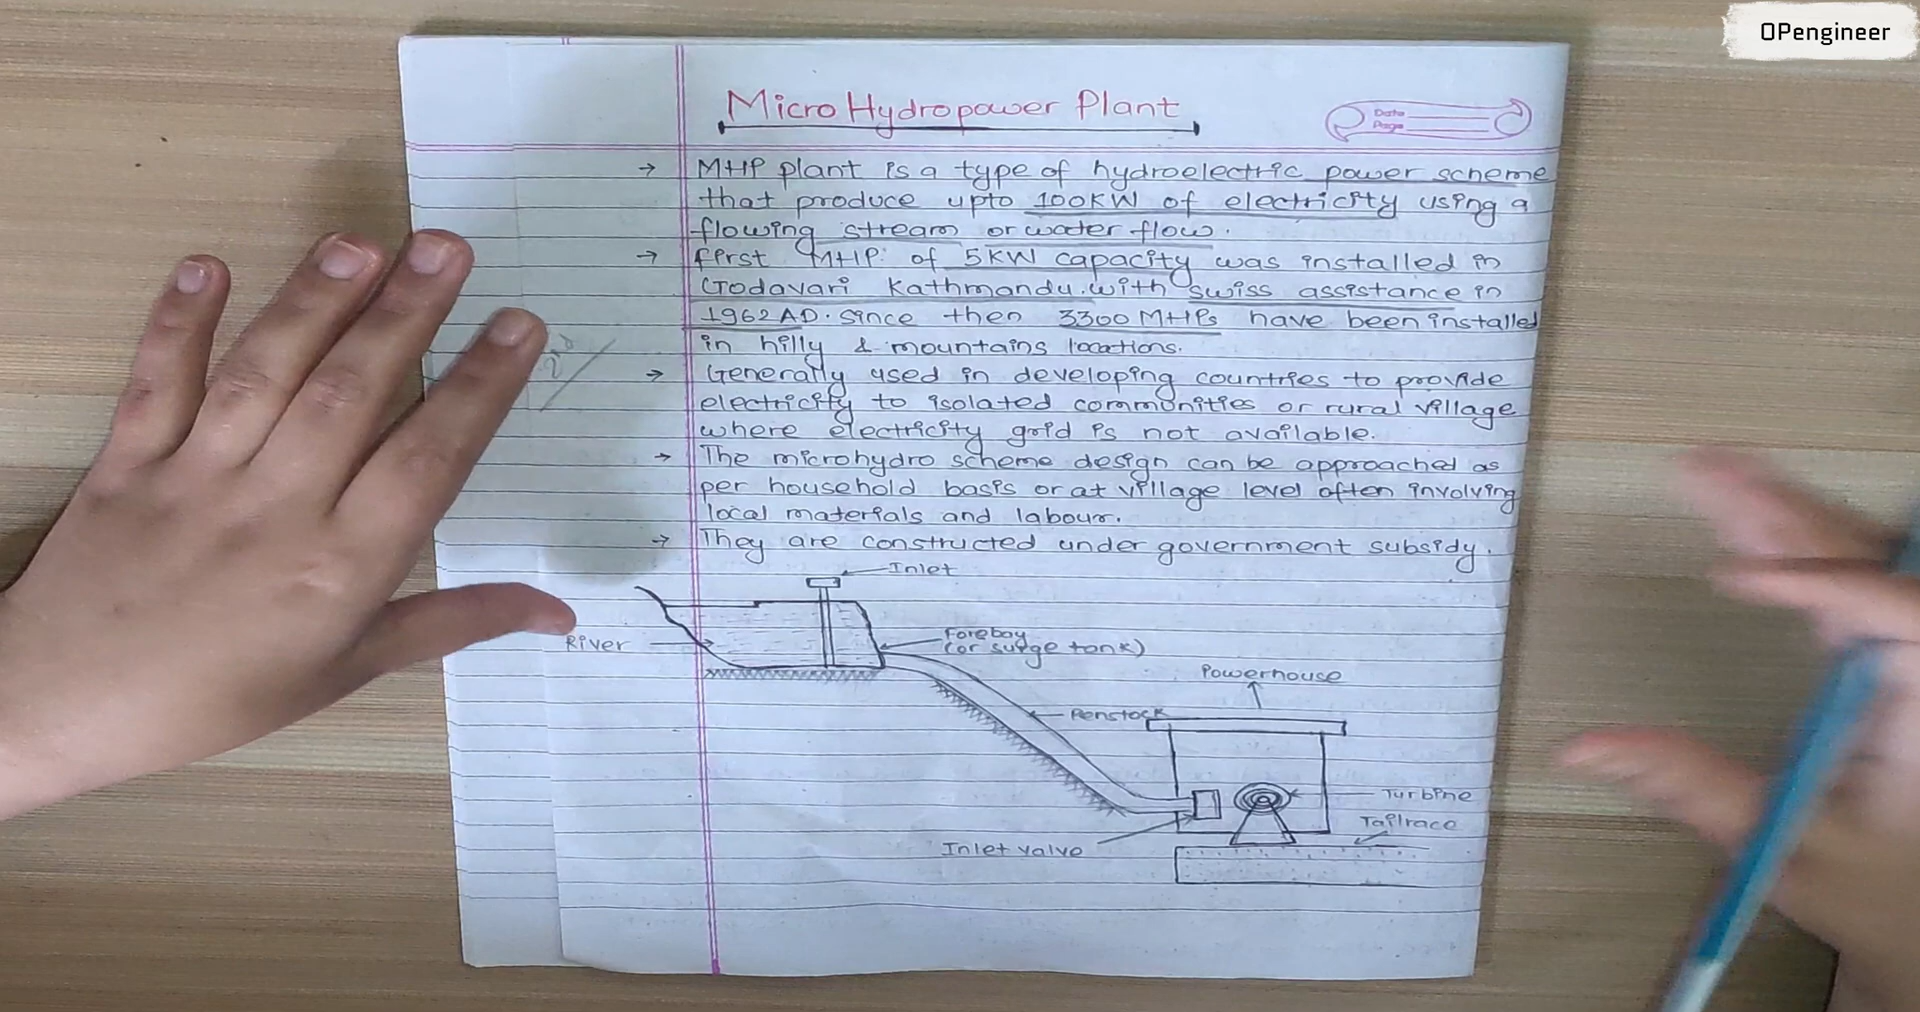 OPengineer
Micro Hydropower Plant
Date
Page
→ MHP plant is a type of hydroelectric power scheme
that produce upto 100KW of electricity using a
flowing stream or water flow.
→ first MHP of 5KW capacity was installed in
Godavari Kathmandu with swiss assistance in
1962 AD. since then 3300 MHPs have been installed
in hilly & mountains locations.
→ Generally used in developing countries to provide
electricity to isolated communities or rural village
where electricity grid is not available.
→ The microhydro scheme design can be approached as
per household basis or at village level often involving
local materials and labour.
→ They are constructed under government subsidy.
Inlet
River
Forebay
(or surge tank)
Powerhouse
Penstock
Turbine
Tailrace
Inlet valve
2nd